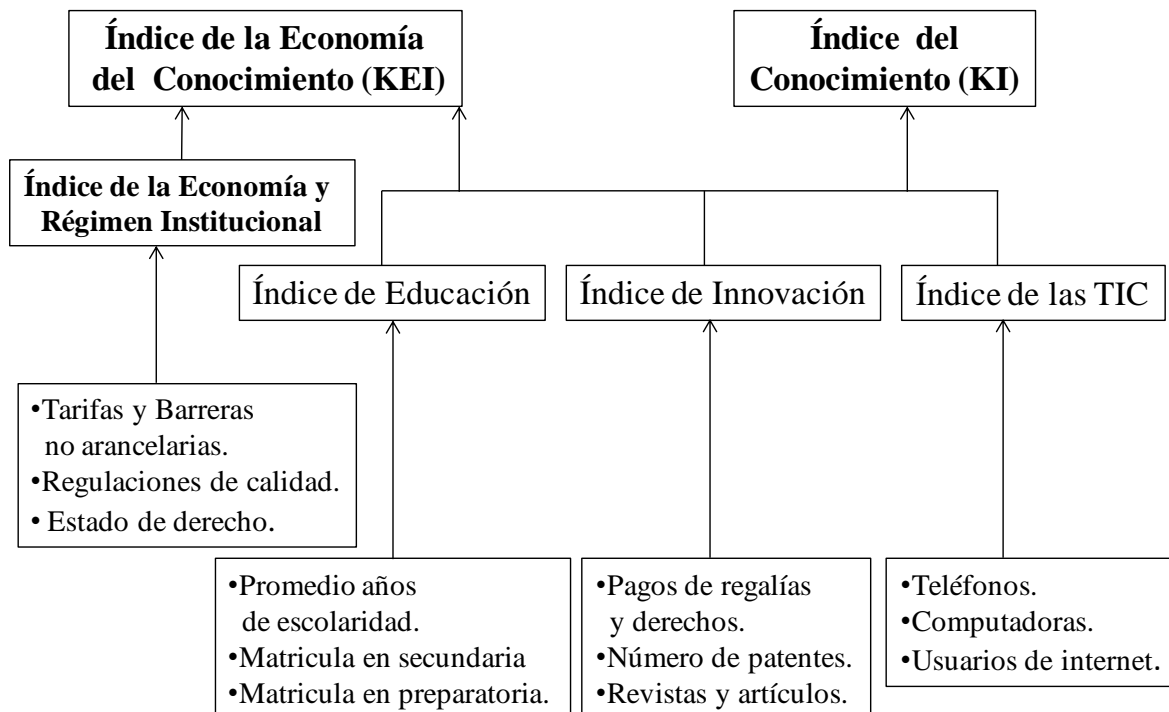 Índice de la Economía
del Conocimiento (KEI)
Índice del
Conocimiento (KI)
Índice de la Economía y
Régimen Institucional
Índice de Educación
Índice de Innovación
Índice de las TIC
•Tarifas y Barreras
no arancelarias.
•Regulaciones de calidad.
• Estado de derecho.
•Promedio años
de escolaridad.
•Matricula en secundaria
•Matricula en preparatoria.
•Pagos de regalías
y derechos.
•Número de patentes.
•Revistas y artículos.
•Teléfonos.
•Computadoras.
•Usuarios de internet.